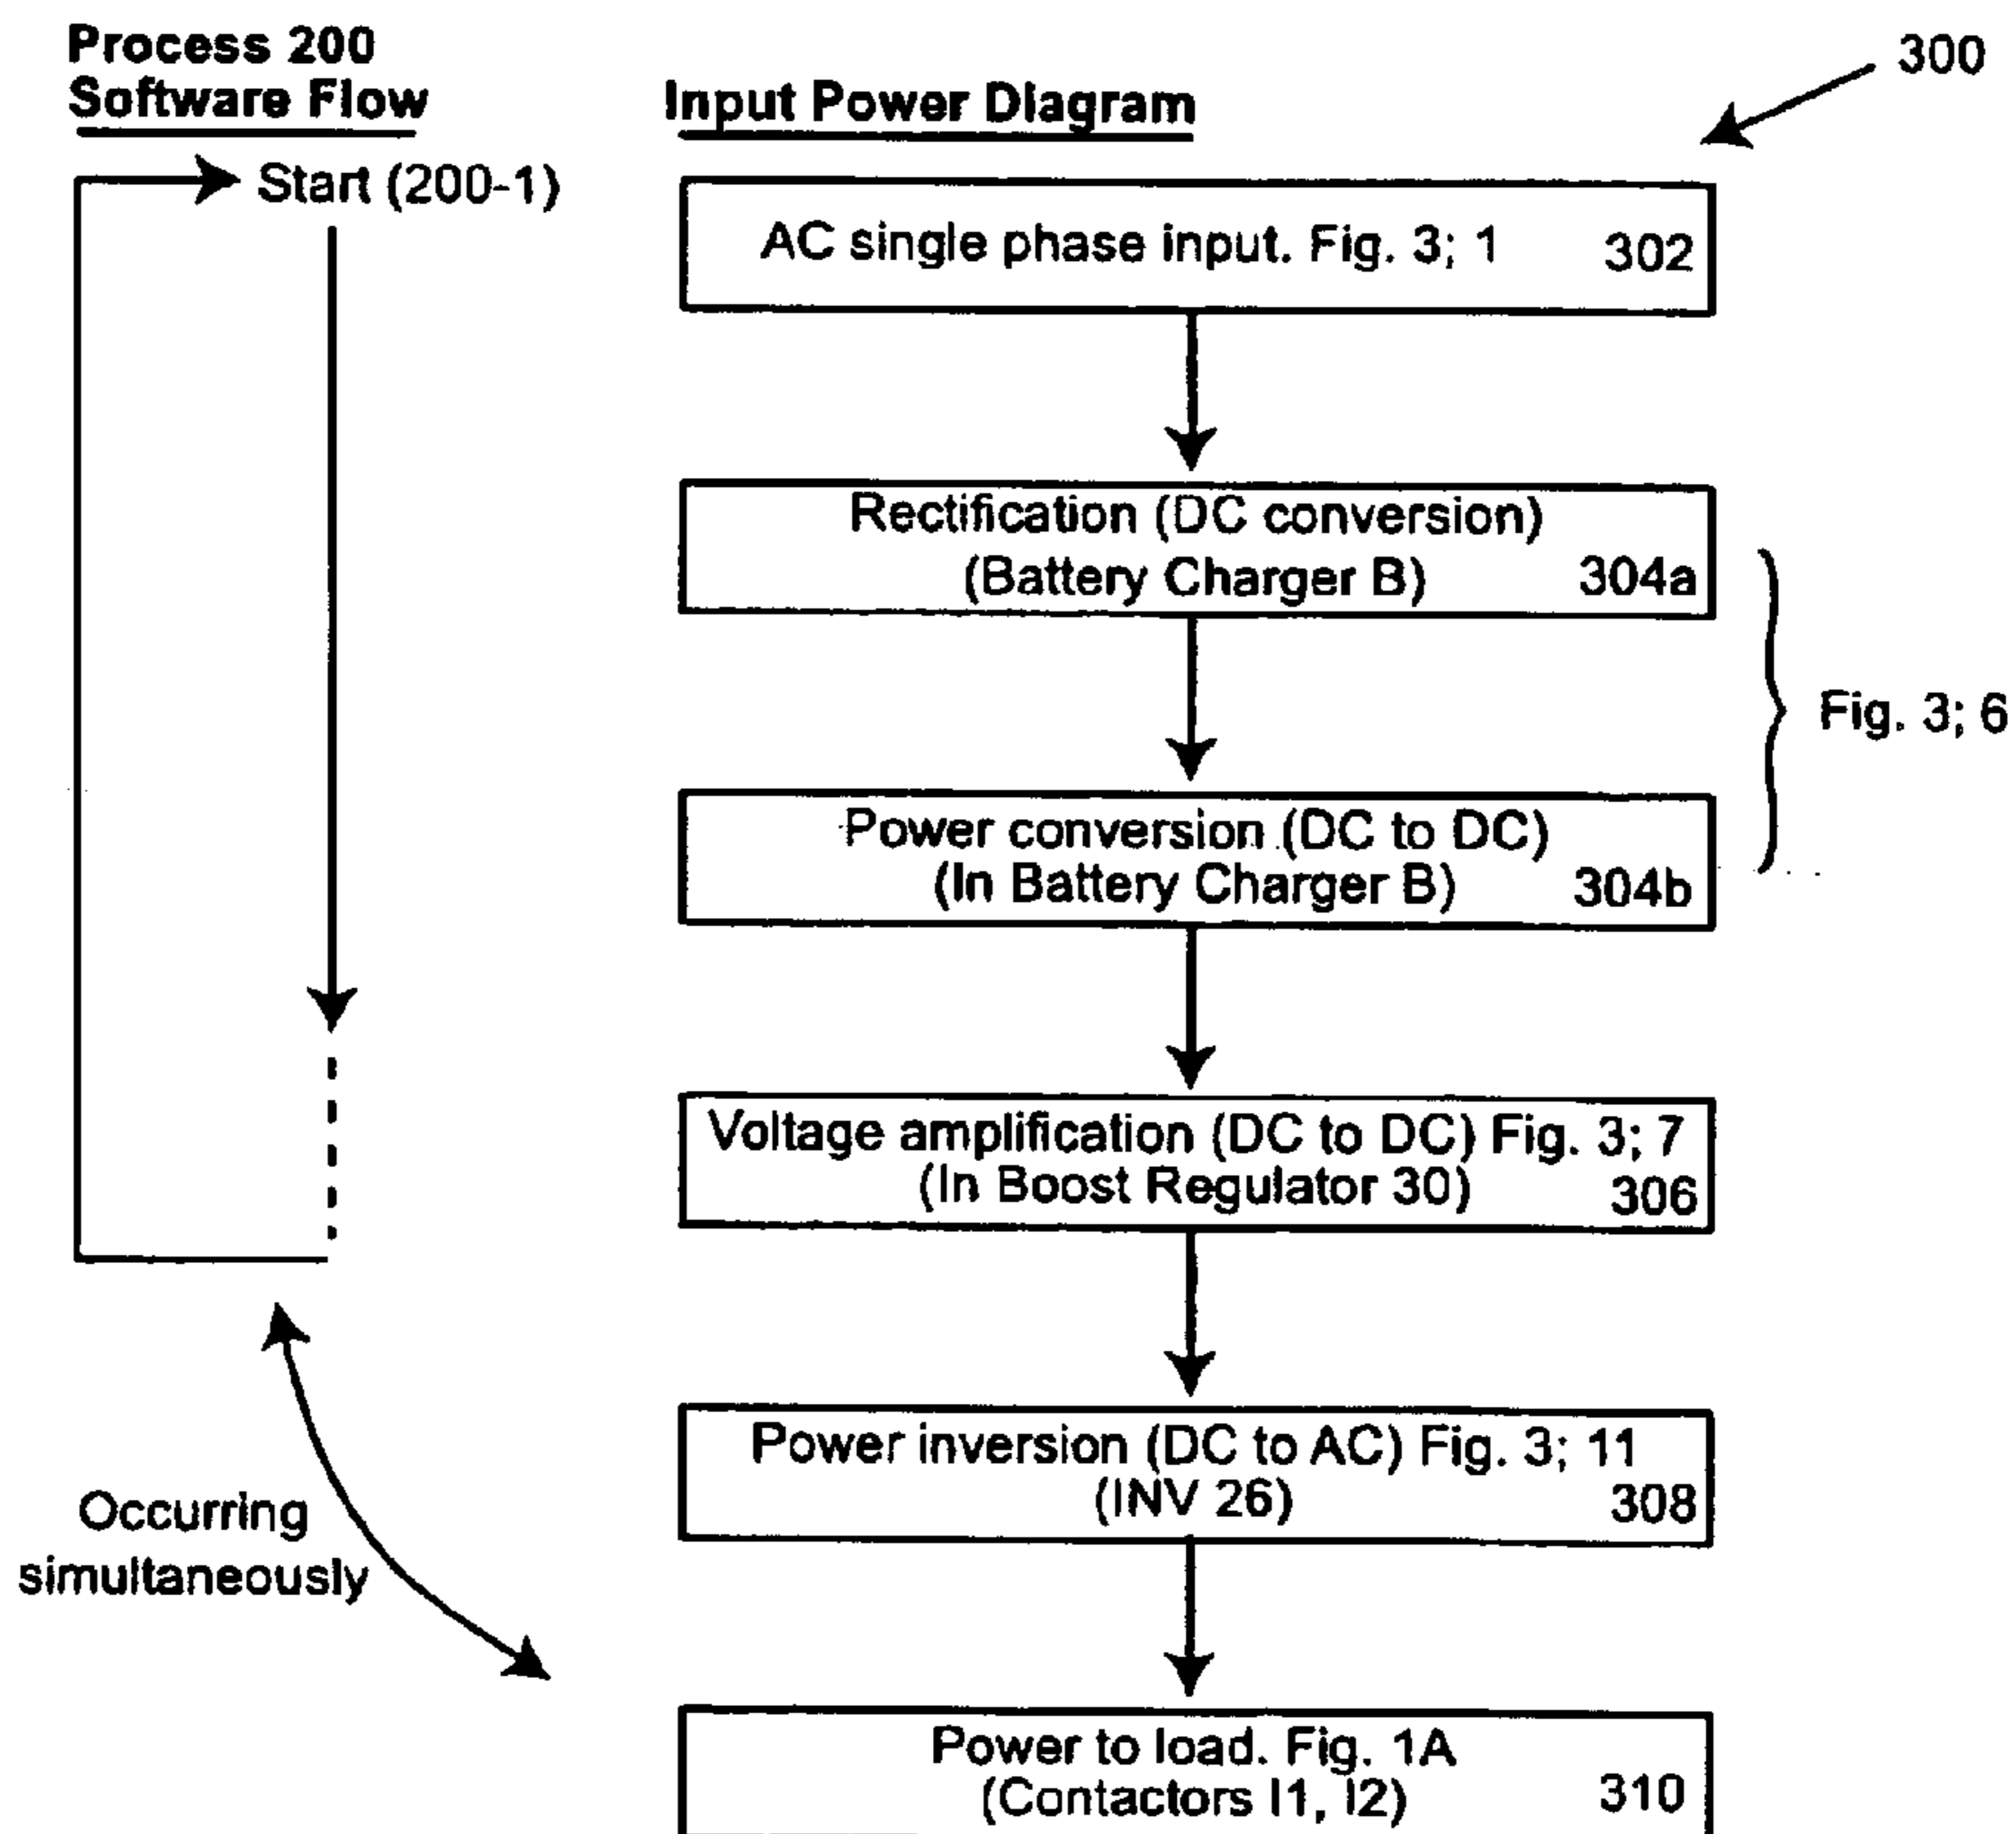 Process 200
Software Flow
Start (200-1)
Input Power Diagram
300
AC single phase input. Fig. 3; 1 302
Rectification (DC conversion)
(Battery Charger B) 304a
Fig. 3; 6
Power conversion (DC to DC)
(In Battery Charger B) 304b
Voltage amplification (DC to DC) Fig. 3; 7
(In Boost Regulator 30) 306
Power inversion (DC to AC) Fig. 3; 11
(INV 26) 308
Occurring
simultaneously
Power to load. Fig. 1A
(Contactors I1, I2) 310